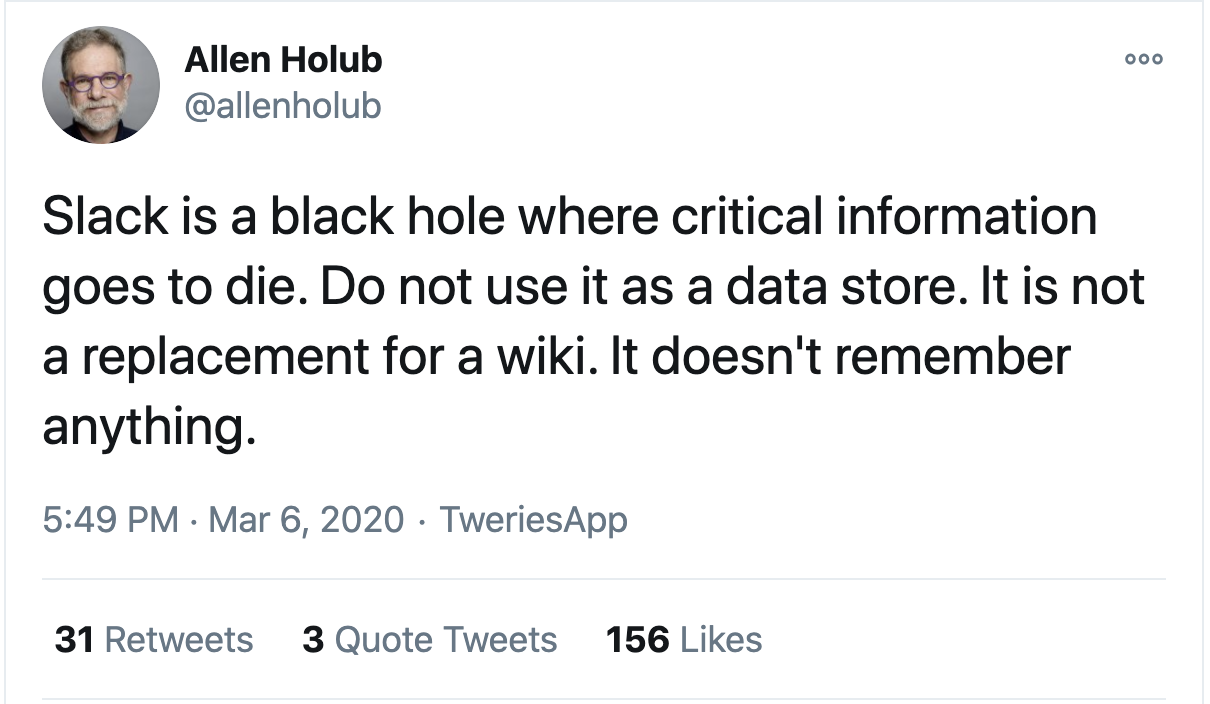 Allen Holub
@allenholub
Slack is a black hole where critical information
goes to die. Do not use it as a data store. It is not
a replacement for a wiki. It doesn't remember
anything.
5:49 PM · Mar 6, 2020 · TweriesApp
31 Retweets 3 Quote Tweets 156 Likes